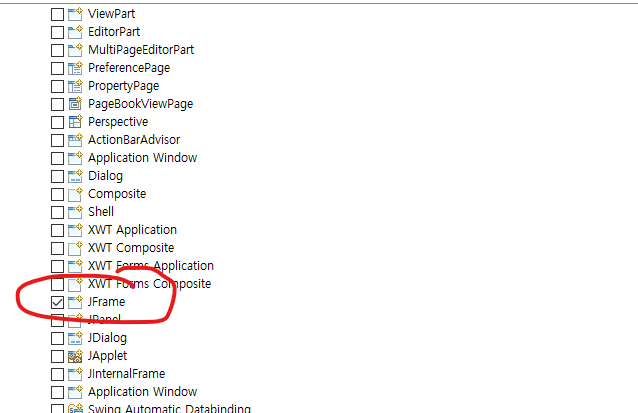 ViewPart
EditorPart
MultiPageEditorPart
PreferencePage
PropertyPage
PageBookViewPage
Perspective
ActionBarAdvisor
Application Window
Dialog
Composite
Shell
XWT Application
XWT Composite
XWT Forms Application
XWT Forms Composite
JFrame
JPanel
JDialog
JApplet
JInternalFrame
Application Window
Swing Automatic Databinding